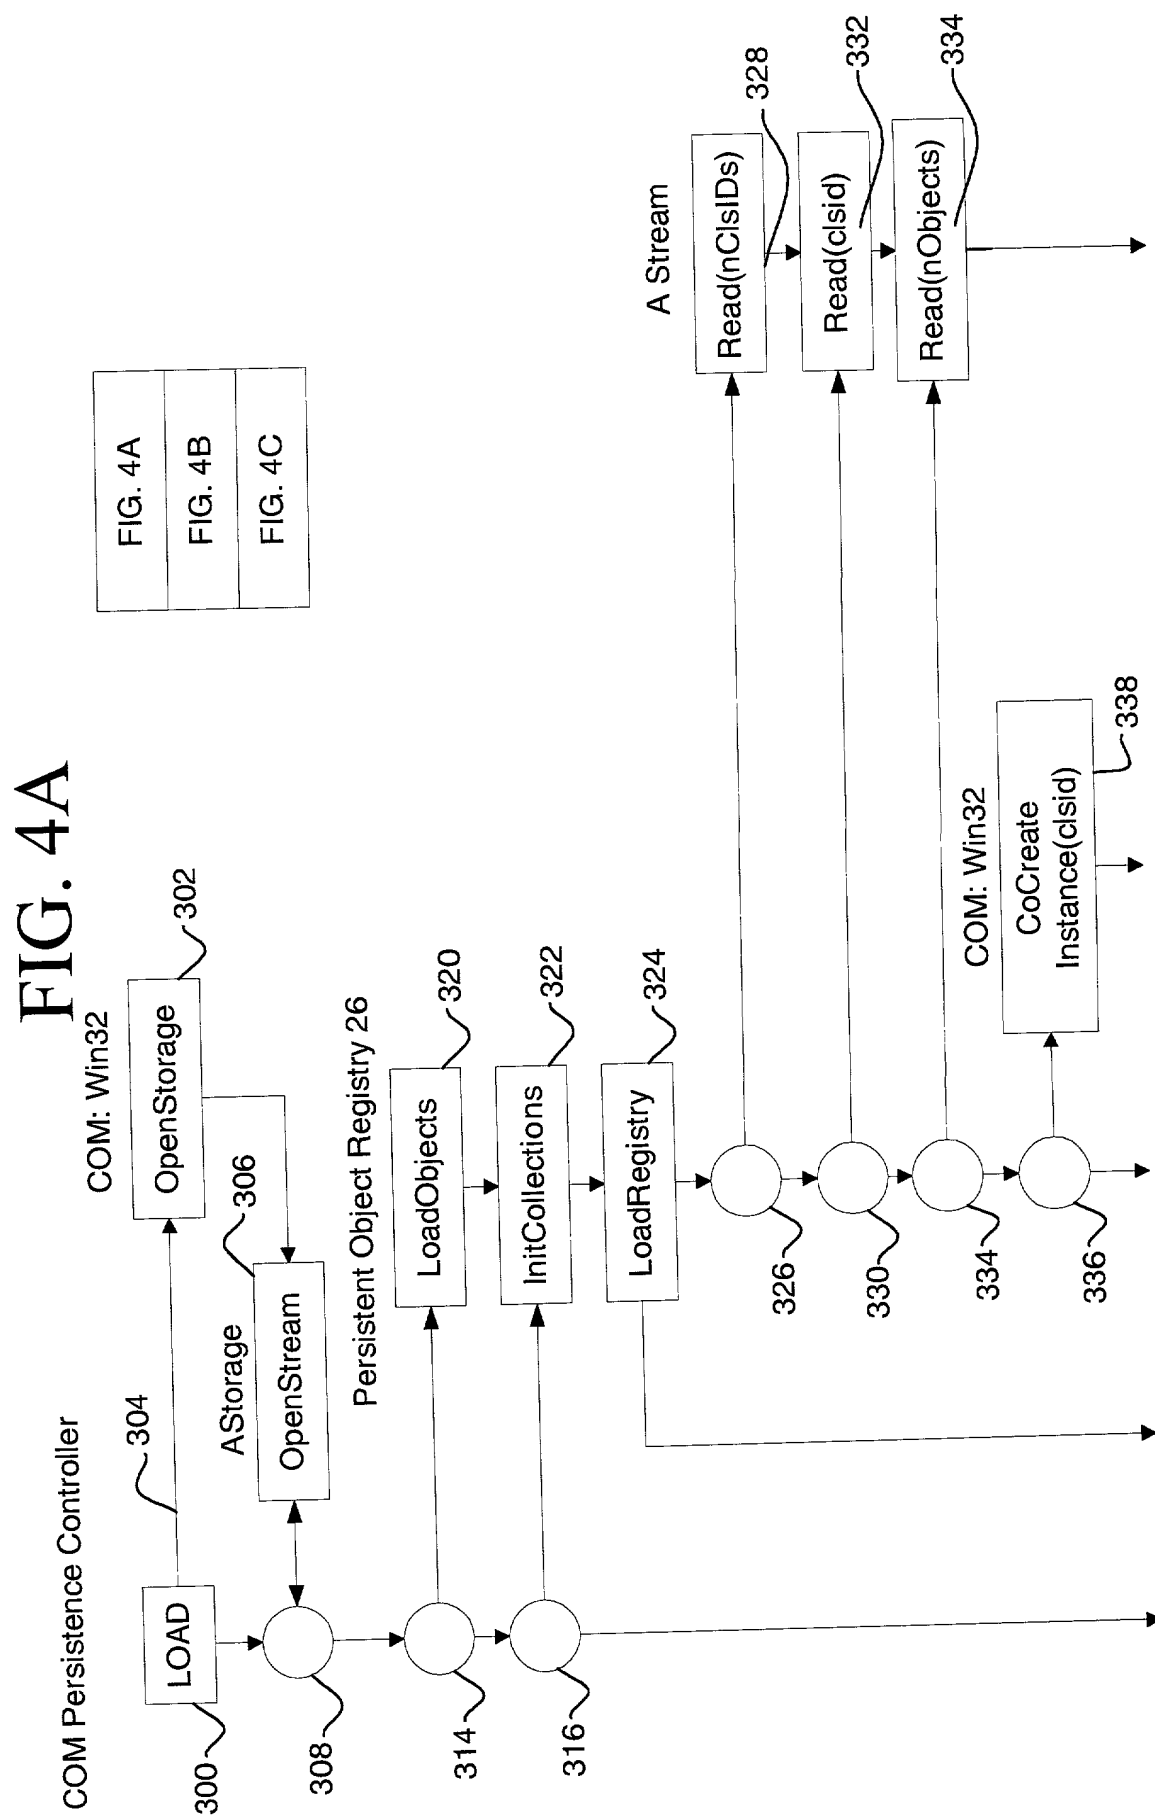 FIG. 4A
FIG. 4A
FIG. 4B
FIG. 4C
COM Persistence Controller
LOAD
300
304
COM: Win32
OpenStorage
302
AStorage
306
OpenStream
308
Persistent Object Registry 26
314
LoadObjects
320
316
InitCollections
322
LoadRegistry
324
A Stream
326
Read(nClsIDs)
328
330
Read(clsid)
332
334
Read(nObjects)
334
336
COM: Win32
CoCreate
Instance(clsid)
338